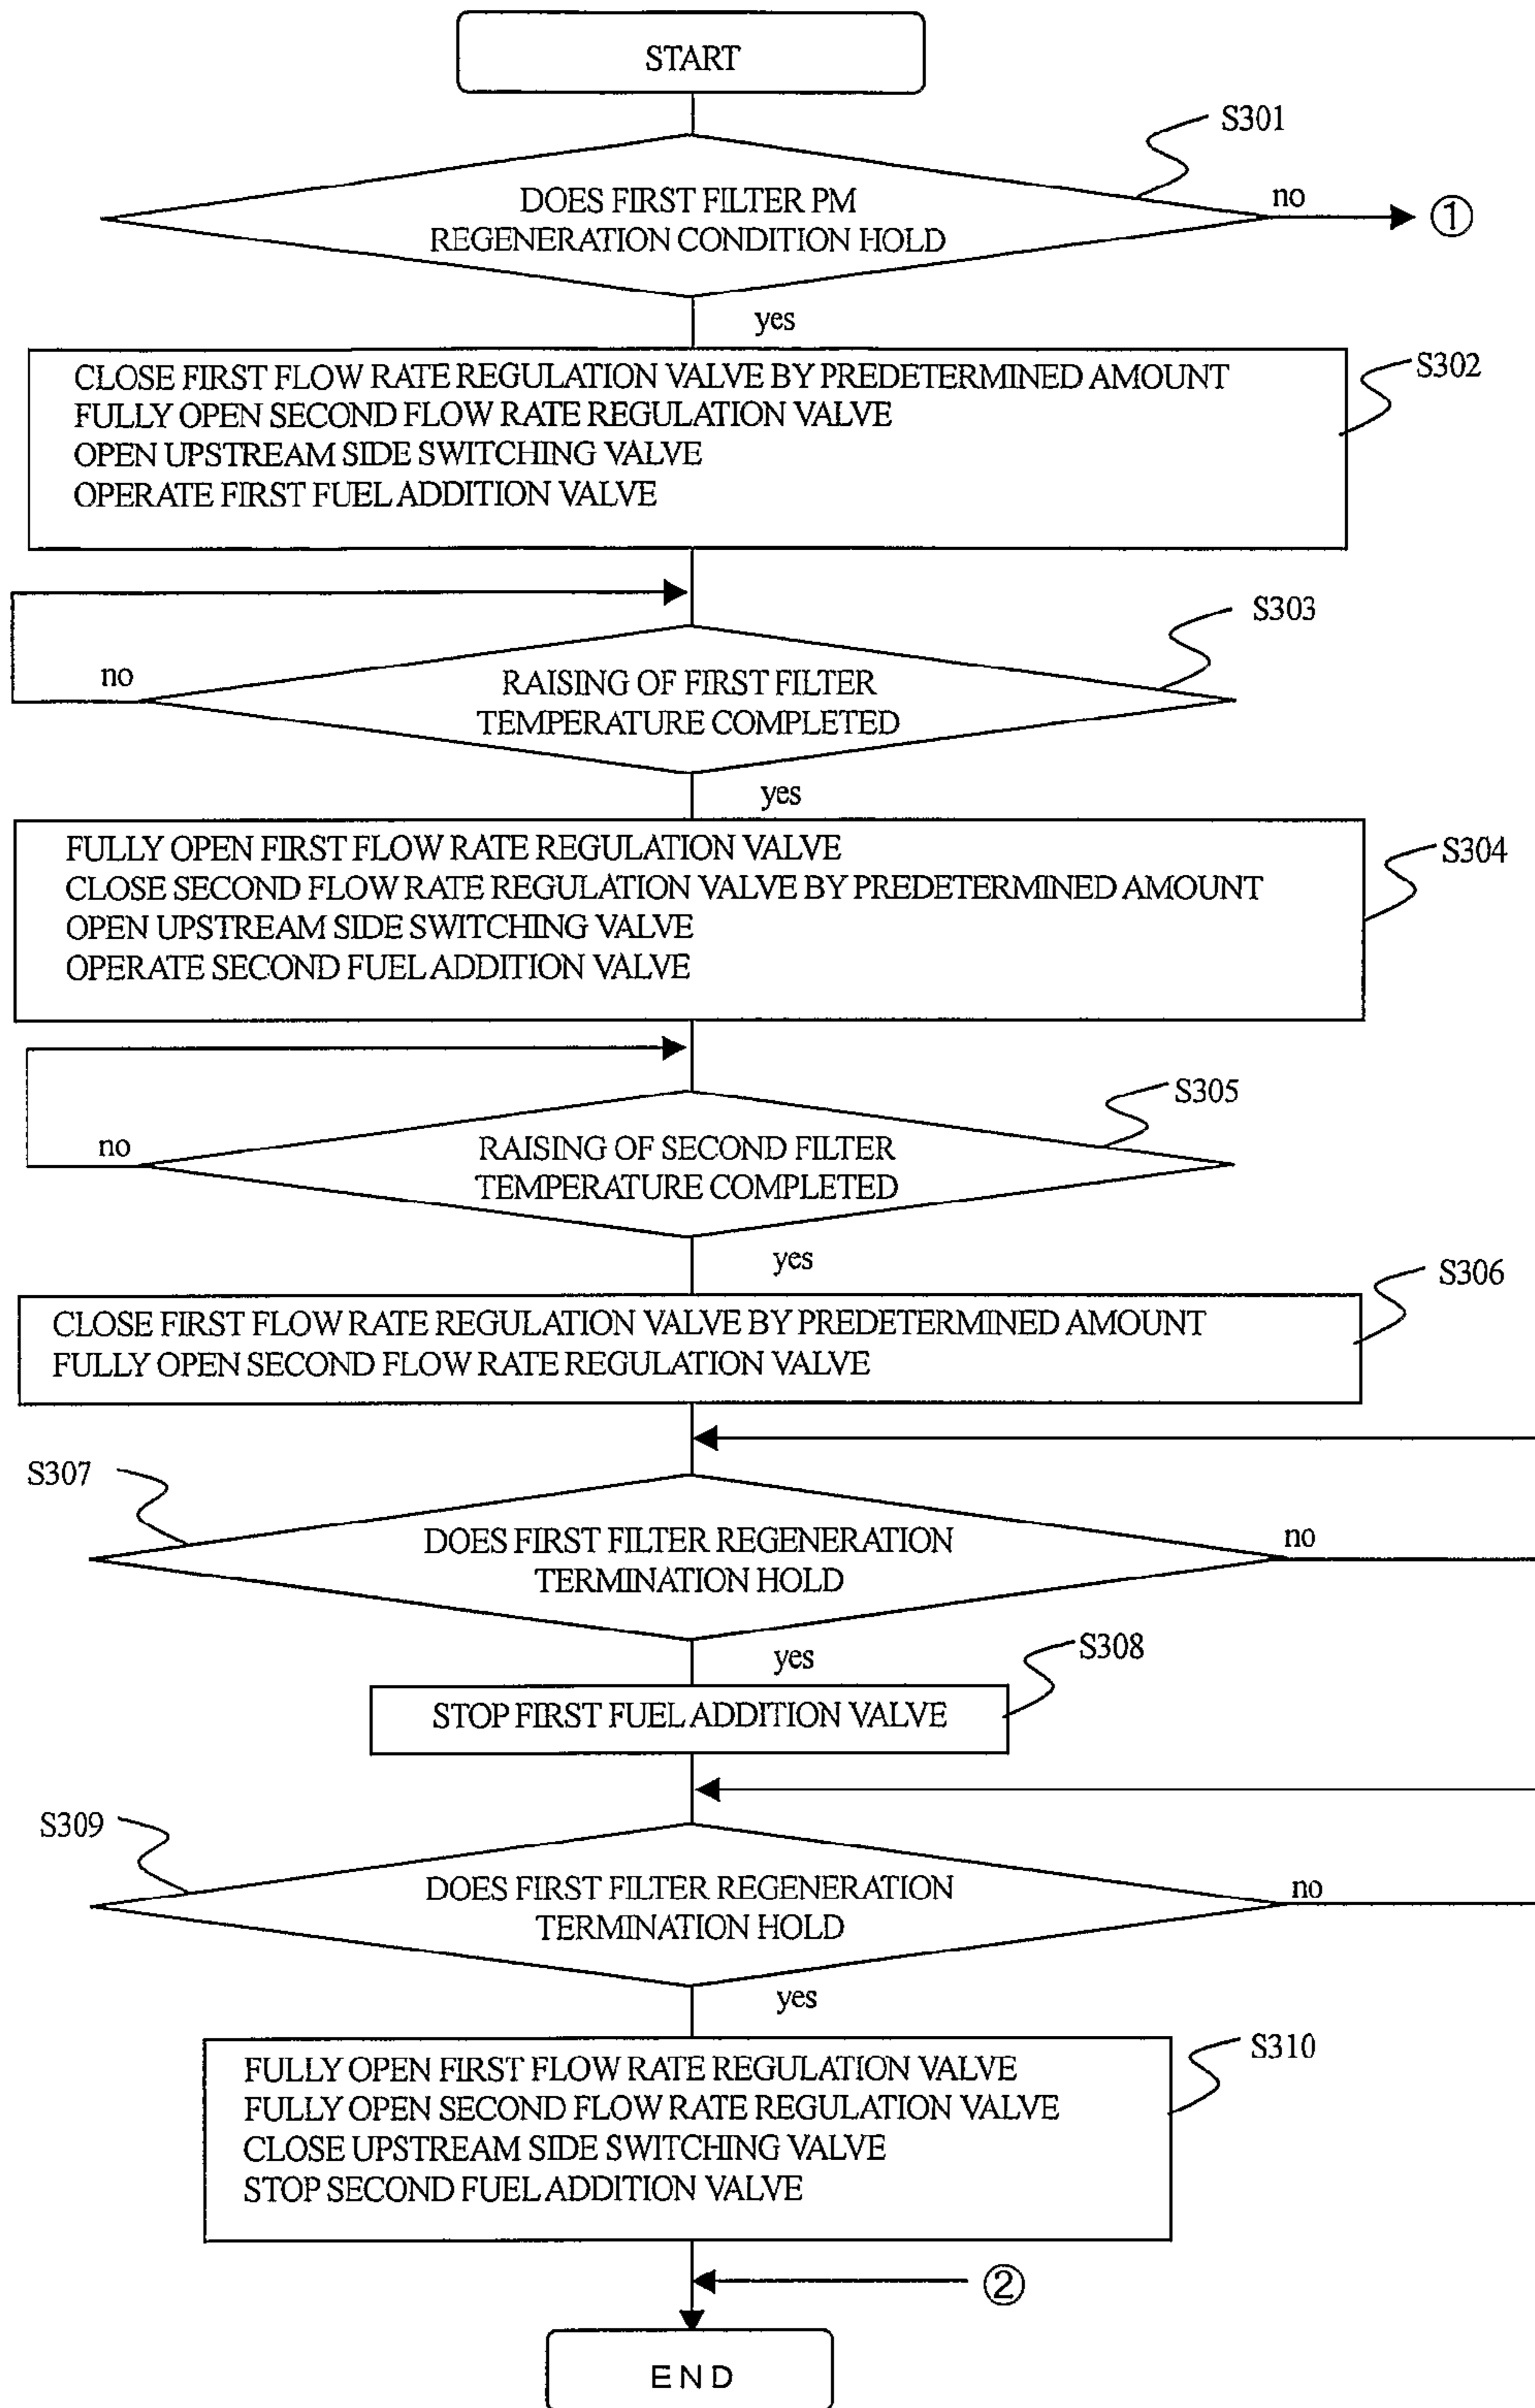 START
S301
DOES FIRST FILTER PM
REGENERATION CONDITION HOLD
no
①
yes
CLOSE FIRST FLOW RATE REGULATION VALVE BY PREDETERMINED AMOUNT
FULLY OPEN SECOND FLOW RATE REGULATION VALVE
OPEN UPSTREAM SIDE SWITCHING VALVE
OPERATE FIRST FUEL ADDITION VALVE
S302
S303
no
RAISING OF FIRST FILTER
TEMPERATURE COMPLETED
yes
FULLY OPEN FIRST FLOW RATE REGULATION VALVE
CLOSE SECOND FLOW RATE REGULATION VALVE BY PREDETERMINED AMOUNT
OPEN UPSTREAM SIDE SWITCHING VALVE
OPERATE SECOND FUEL ADDITION VALVE
S304
S305
no
RAISING OF SECOND FILTER
TEMPERATURE COMPLETED
yes
S306
CLOSE FIRST FLOW RATE REGULATION VALVE BY PREDETERMINED AMOUNT
FULLY OPEN SECOND FLOW RATE REGULATION VALVE
S307
DOES FIRST FILTER REGENERATION
TERMINATION HOLD
no
yes
S308
STOP FIRST FUEL ADDITION VALVE
S309
DOES FIRST FILTER REGENERATION
TERMINATION HOLD
no
yes
S310
FULLY OPEN FIRST FLOW RATE REGULATION VALVE
FULLY OPEN SECOND FLOW RATE REGULATION VALVE
CLOSE UPSTREAM SIDE SWITCHING VALVE
STOP SECOND FUEL ADDITION VALVE
②
END